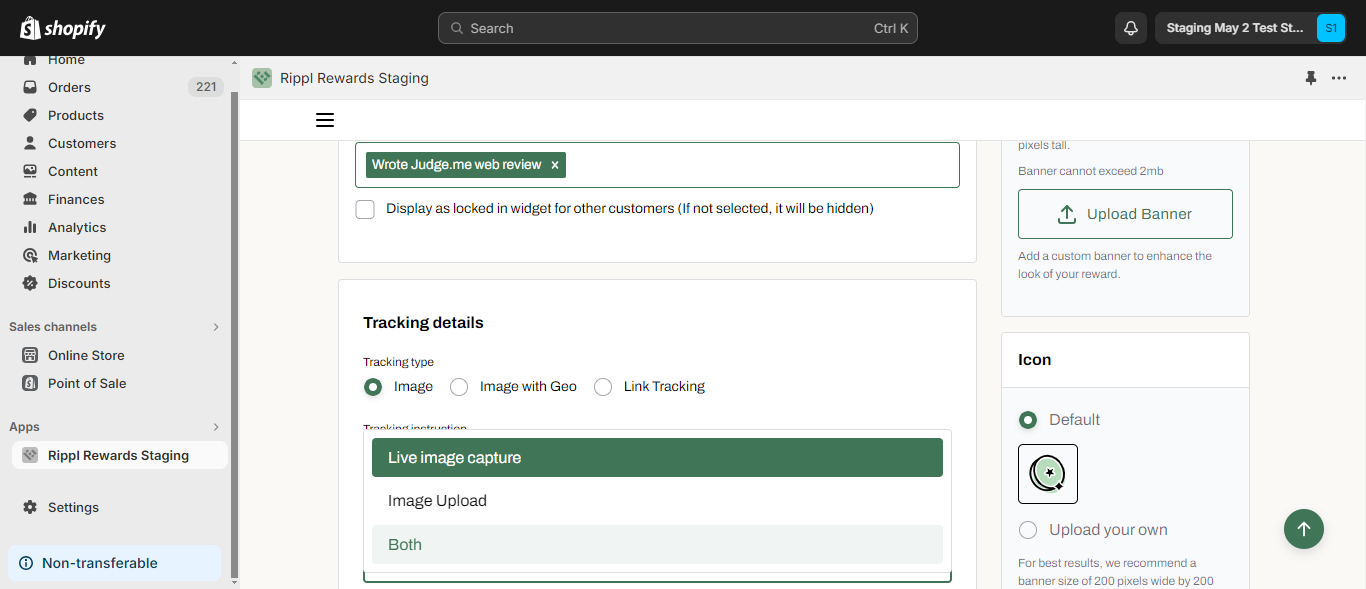 shopify
Search
Ctrl K
Staging May 2 Test St...
S1
Home
Orders
221
Products
Customers
Content
Finances
Analytics
Marketing
Discounts
Sales channels
Online Store
Point of Sale
Apps
Rippl Rewards Staging
Settings
Non-transferable
Rippl Rewards Staging
Wrote Judge.me web review ×
Display as locked in widget for other customers (If not selected, it will be hidden)
Tracking details
Tracking type
Image
Image with Geo
Link Tracking
Tracking instruction
Live image capture
Image Upload
Both
pixels tall.
Banner cannot exceed 2mb
Upload Banner
Add a custom banner to enhance the
look of your reward.
Icon
Default
Upload your own
For best results, we recommend a
banner size of 200 pixels wide by 200